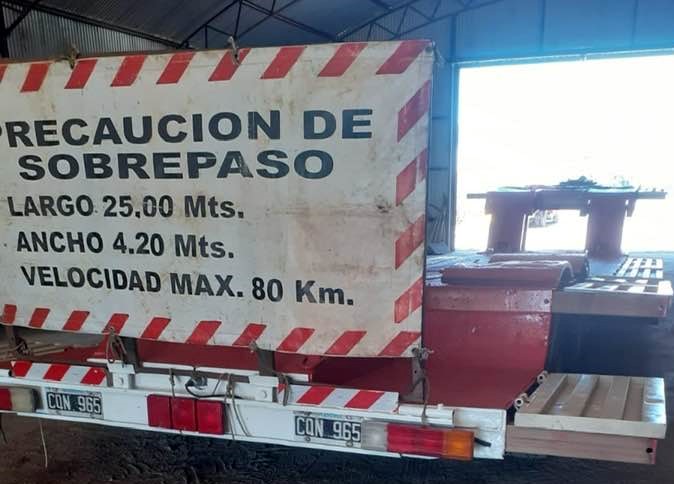 PRECAUCION DE
SOBREPASO
LARGO 25,00 Mts.
ANCHO 4.20 Mts.
VELOCIDAD MAX. 80 Km.
CQN 965
CQN 965